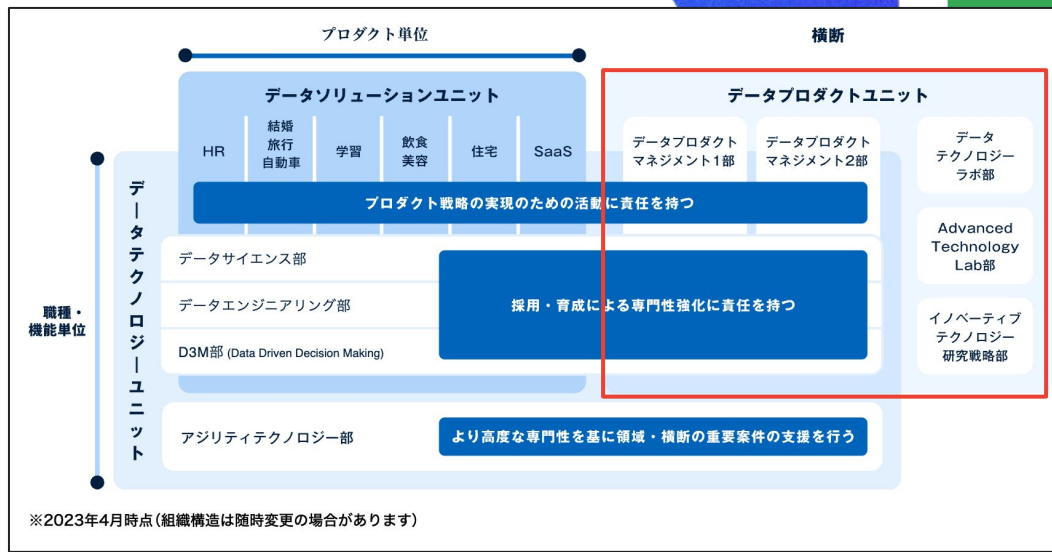 プロダクト単位
横断
データソリューションユニット
データプロダクトユニット
HR
結婚
旅行
自動車
学習
飲食
美容
住宅
SaaS
データプロダクト
マネジメント1部
データプロダクト
マネジメント2部
データ
テクノロジー
ラボ部
プロダクト戦略の実現のための活動に責任を持つ
データテクノロジーユニット
職種・
機能単位
データサイエンス部
データエンジニアリング部
D3M部 (Data Driven Decision Making)
採用・育成による専門性強化に責任を持つ
Advanced
Technology
Lab部
イノベーティブ
テクノロジー
研究戦略部
アジリティテクノロジー部
より高度な専門性を基に領域・横断の重要案件の支援を行う
※2023年4月時点(組織構造は随時変更の場合があります)